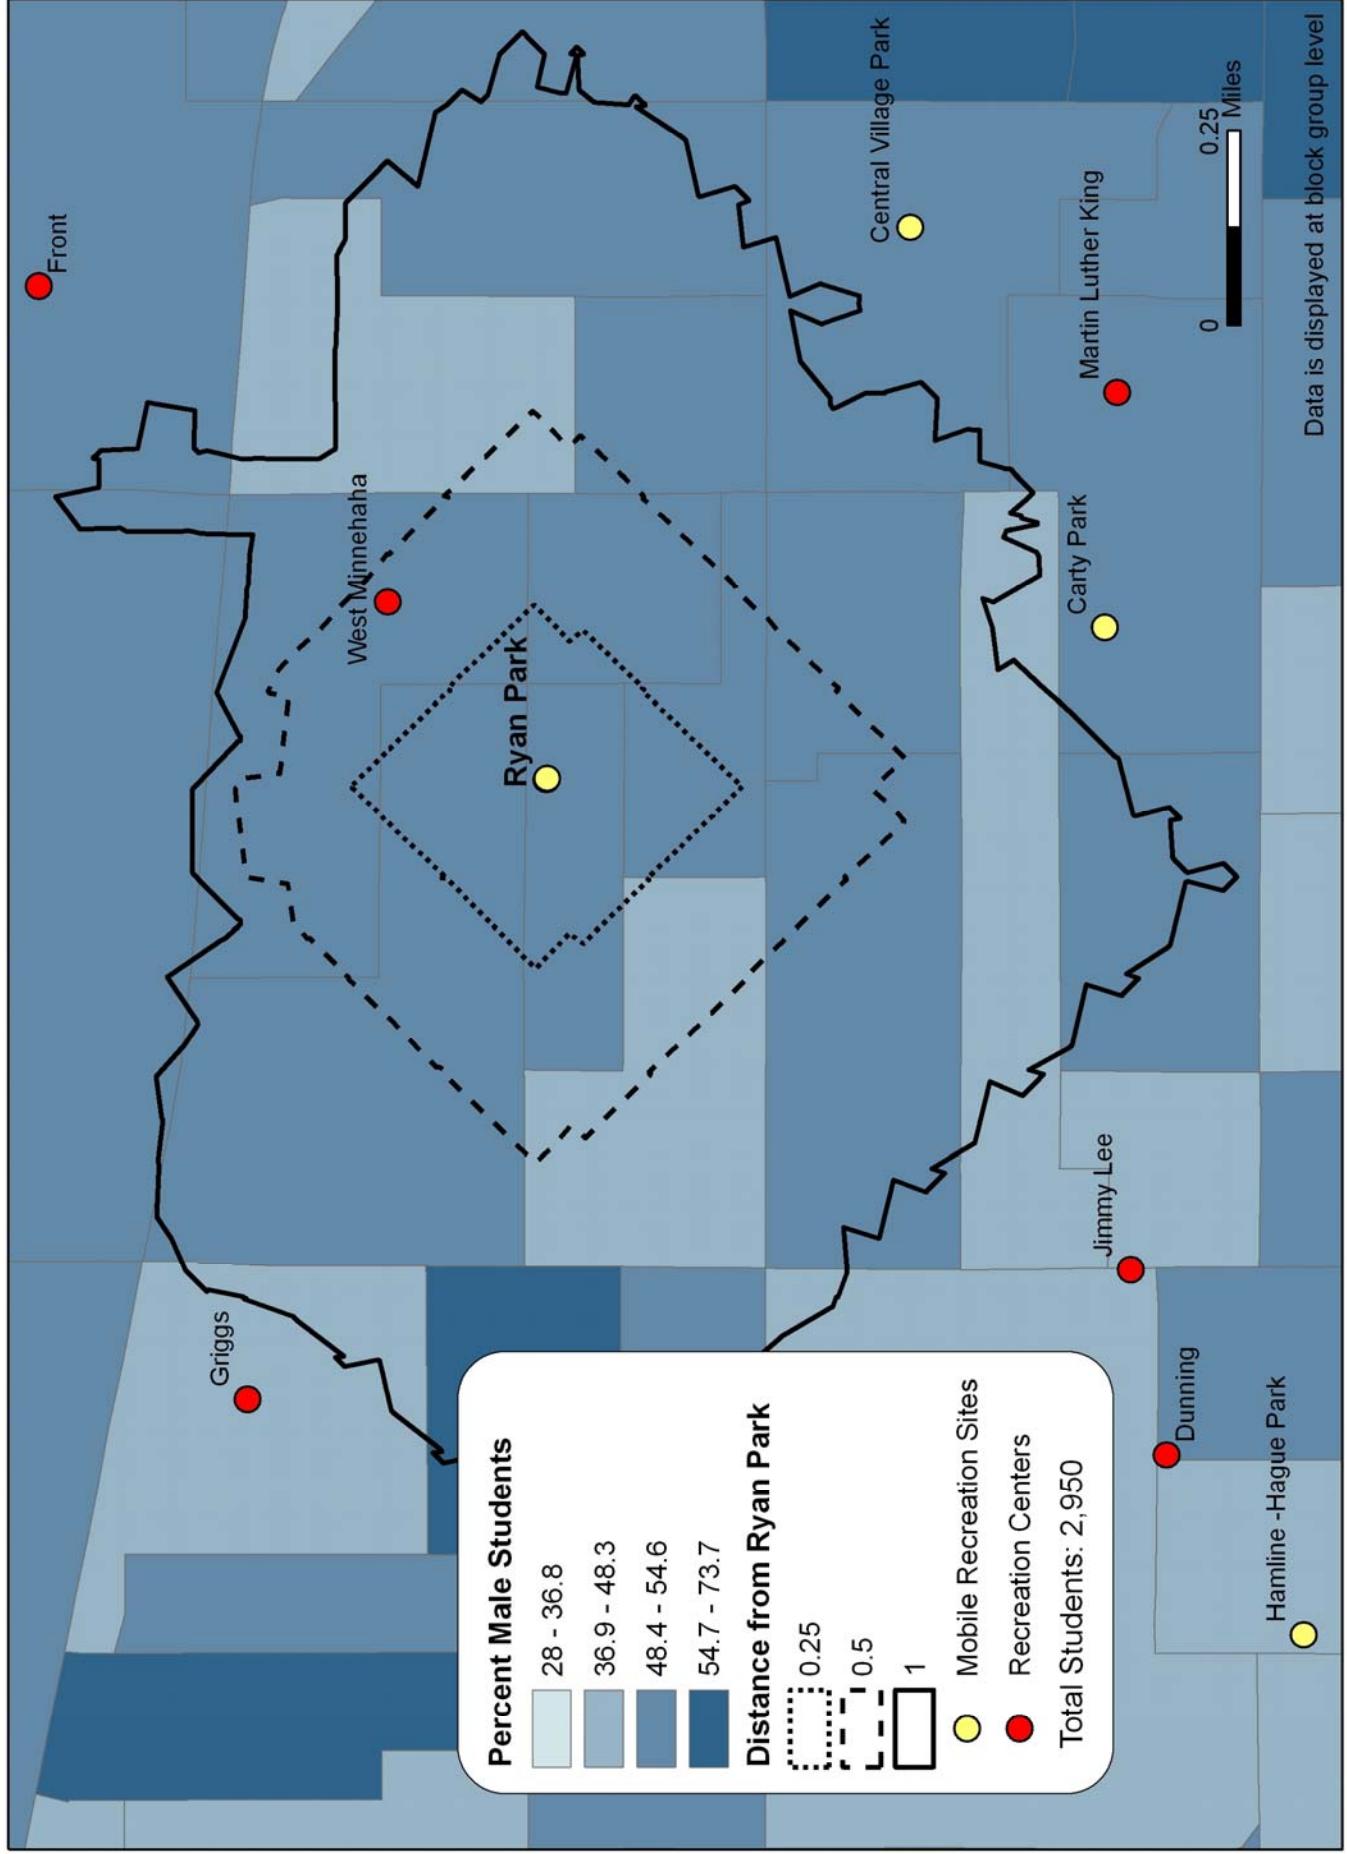 Front
Griggs
West Minnehaha
Ryan Park
Central Village Park
Carty Park
Martin Luther King
Jimmy Lee
Dunning
Hamline -Hague Park
Percent Male Students
28 - 36.8
36.9 - 48.3
48.4 - 54.6
54.7 - 73.7
Distance from Ryan Park
0.25
0.5
1
Mobile Recreation Sites
Recreation Centers
Total Students: 2,950
0 0.25
Miles
Data is displayed at block group level